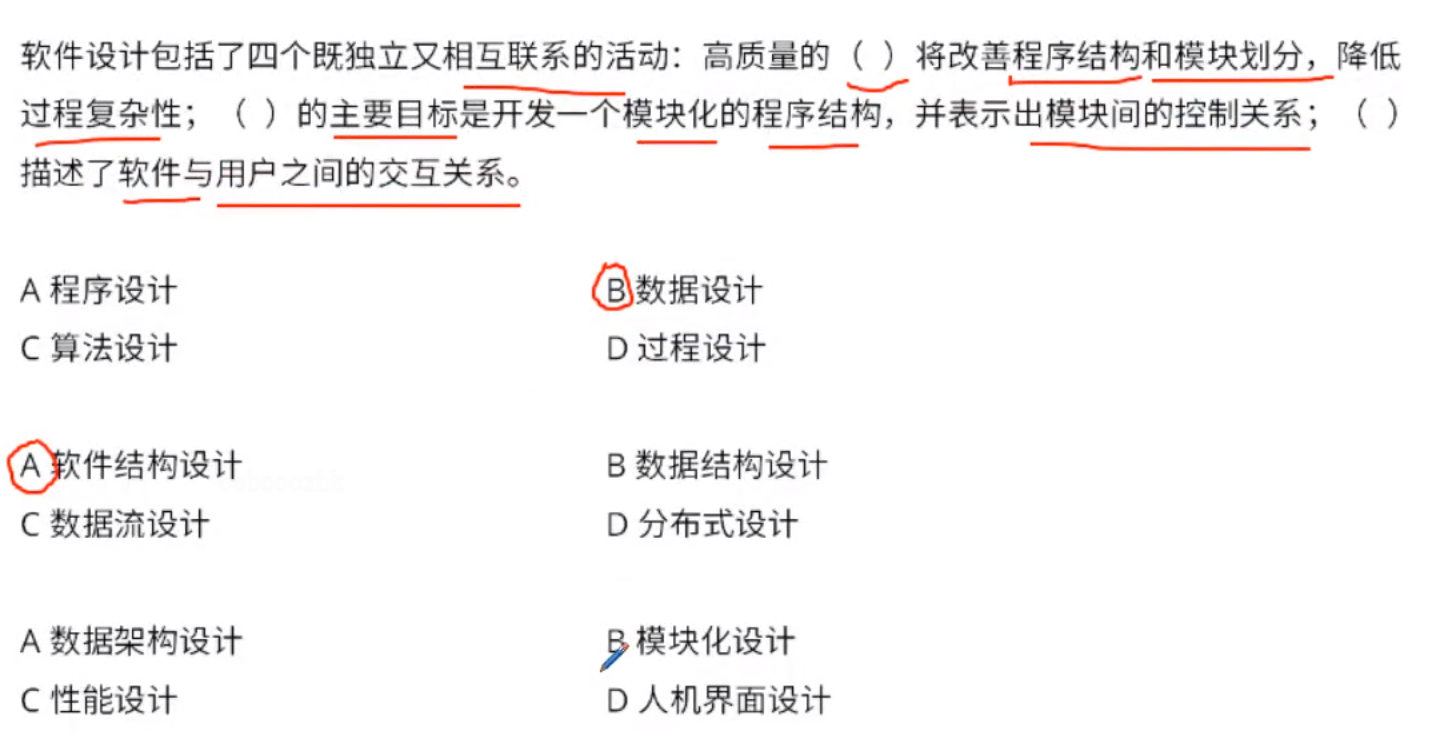 软件设计包括了四个既独立又相互联系的活动：高质量的（ ）将改善程序结构和模块划分，降低
过程复杂性；（ ）的主要目标是开发一个模块化的程序结构，并表示出模块间的控制关系；（ ）
描述了软件与用户之间的交互关系。
A 程序设计 B 数据设计
C 算法设计 D 过程设计
A 软件结构设计 B 数据结构设计
C 数据流设计 D 分布式设计
A 数据架构设计 B 模块化设计
C 性能设计 D 人机界面设计